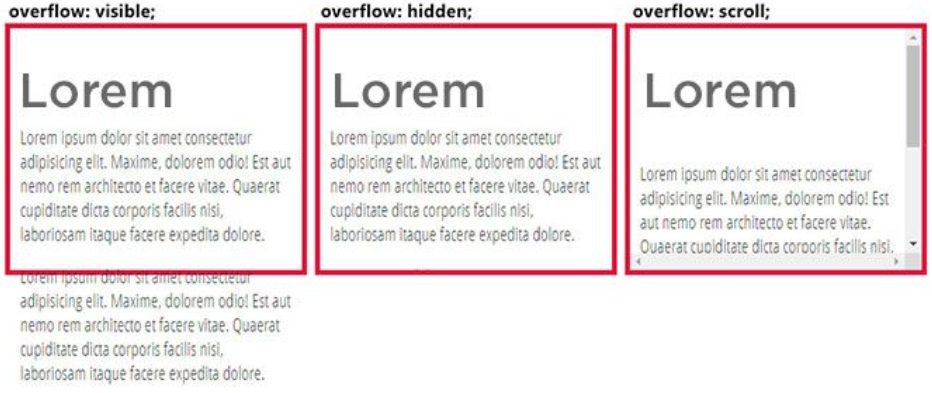 overflow: visible;
Lorem
Lorem ipsum dolor sit amet consectetur
adipisicing elit. Maxime, dolorem odio! Est aut
nemo rem architecto et facere vitae. Quaerat
cupiditate dicta corporis facilis nisi,
laboriosam itaque facere expedita dolore.
Lorem ipsum dolor sit amet consectetur
adipisicing elit. Maxime, dolorem odio! Est aut
nemo rem architecto et facere vitae. Quaerat
cupiditate dicta corporis facilis nisi,
laboriosam itaque facere expedita dolore.
overflow: hidden;
Lorem
Lorem ipsum dolor sit amet consectetur
adipisicing elit. Maxime, dolorem odio! Est aut
nemo rem architecto et facere vitae. Quaerat
cupiditate dicta corporis facilis nisi,
laboriosam itaque facere expedita dolore.
overflow: scroll;
Lorem
Lorem ipsum dolor sit amet consectetur
adipisicing elit. Maxime, dolorem odio! Est
aut nemo rem architecto et facere vitae.
Quaerat cupiditate dicta corporis facilis nisi,